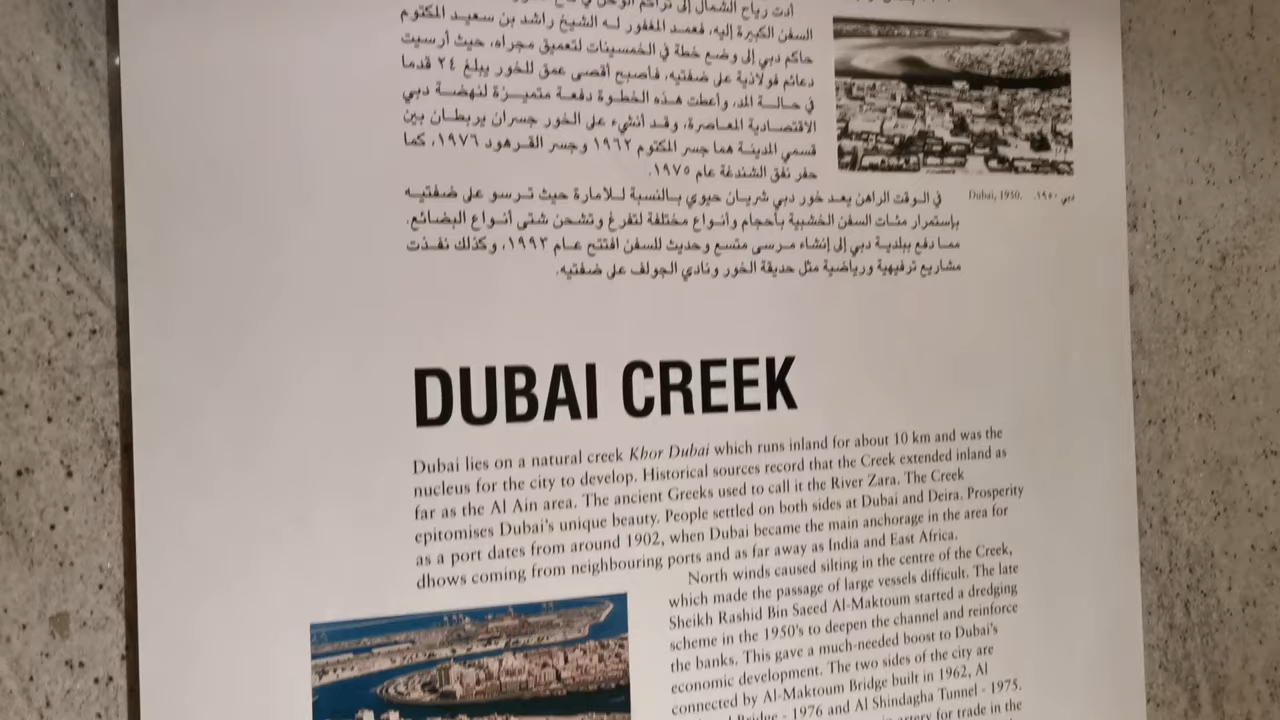 أدت رياح الشمال إلى تراكم
السفن الكبيرة إليه، فعمد المغفور له الشيخ راشد بن سعيد المكتوم
حاكم دبي إلى وضع خطة في الخمسينات لتعميق مجراه، حيث أرسيت
دعائم فولاذية على ضفتيه، فأصبح أقصى عمق للخور يبلغ ٢٤ قدما
في حالة المد، وأعطت هذه الخطوة دفعة متميزة لنهضة دبي
الاقتصادية المعاصرة، وقد انشيء على الخور جسران يربطان بين
قسمي المدينة هما جسر المكتوم ١٩٦٢ وجسر القرهود ١٩٧٦، كما
حفر نفق الشندغة عام ١٩٧٥.
Dubai, 1950. دبي ١٩٥٠.
في الوقت الراهن يعد خور دبي شريان حيوي بالنسبة للامارة حيث ترسو على ضفتيه
بإستمرار مئات السفن الخشبية بأحجام وانواع مختلفة لتفرغ وتشحن شتى أنواع البضائع.
مما دفع ببلدية دبي إلى إنشاء مرسى متسع وحديث للسفن افتتح عام ١٩٩٣، وكذلك نفذت
مشاريع ترفيهية ورياضية مثل حديقة الخور ونادي الجولف على ضفتيه.
DUBAI CREEK
Dubai lies on a natural creek Khor Dubai which runs inland for about 10 km and was the
nucleus for the city to develop. Historical sources record that the Creek extended inland as
far as the Al Ain area. The ancient Greeks used to call it the River Zara. The Creek
epitomises Dubai's unique beauty. People settled on both sides at Dubai and Deira. Prosperity
as a port dates from around 1902, when Dubai became the main anchorage in the area for
dhows coming from neighbouring ports and as far away as India and East Africa.
North winds caused silting in the centre of the Creek,
which made the passage of large vessels difficult. The late
Sheikh Rashid Bin Saeed Al-Maktoum started a dredging
scheme in the 1950's to deepen the channel and reinforce
the banks. This gave a much-needed boost to Dubai's
economic development. The two sides of the city are
connected by Al-Maktoum Bridge built in 1962, Al
Bridge - 1976 and Al Shindagha Tunnel - 1975.
artery for trade in the